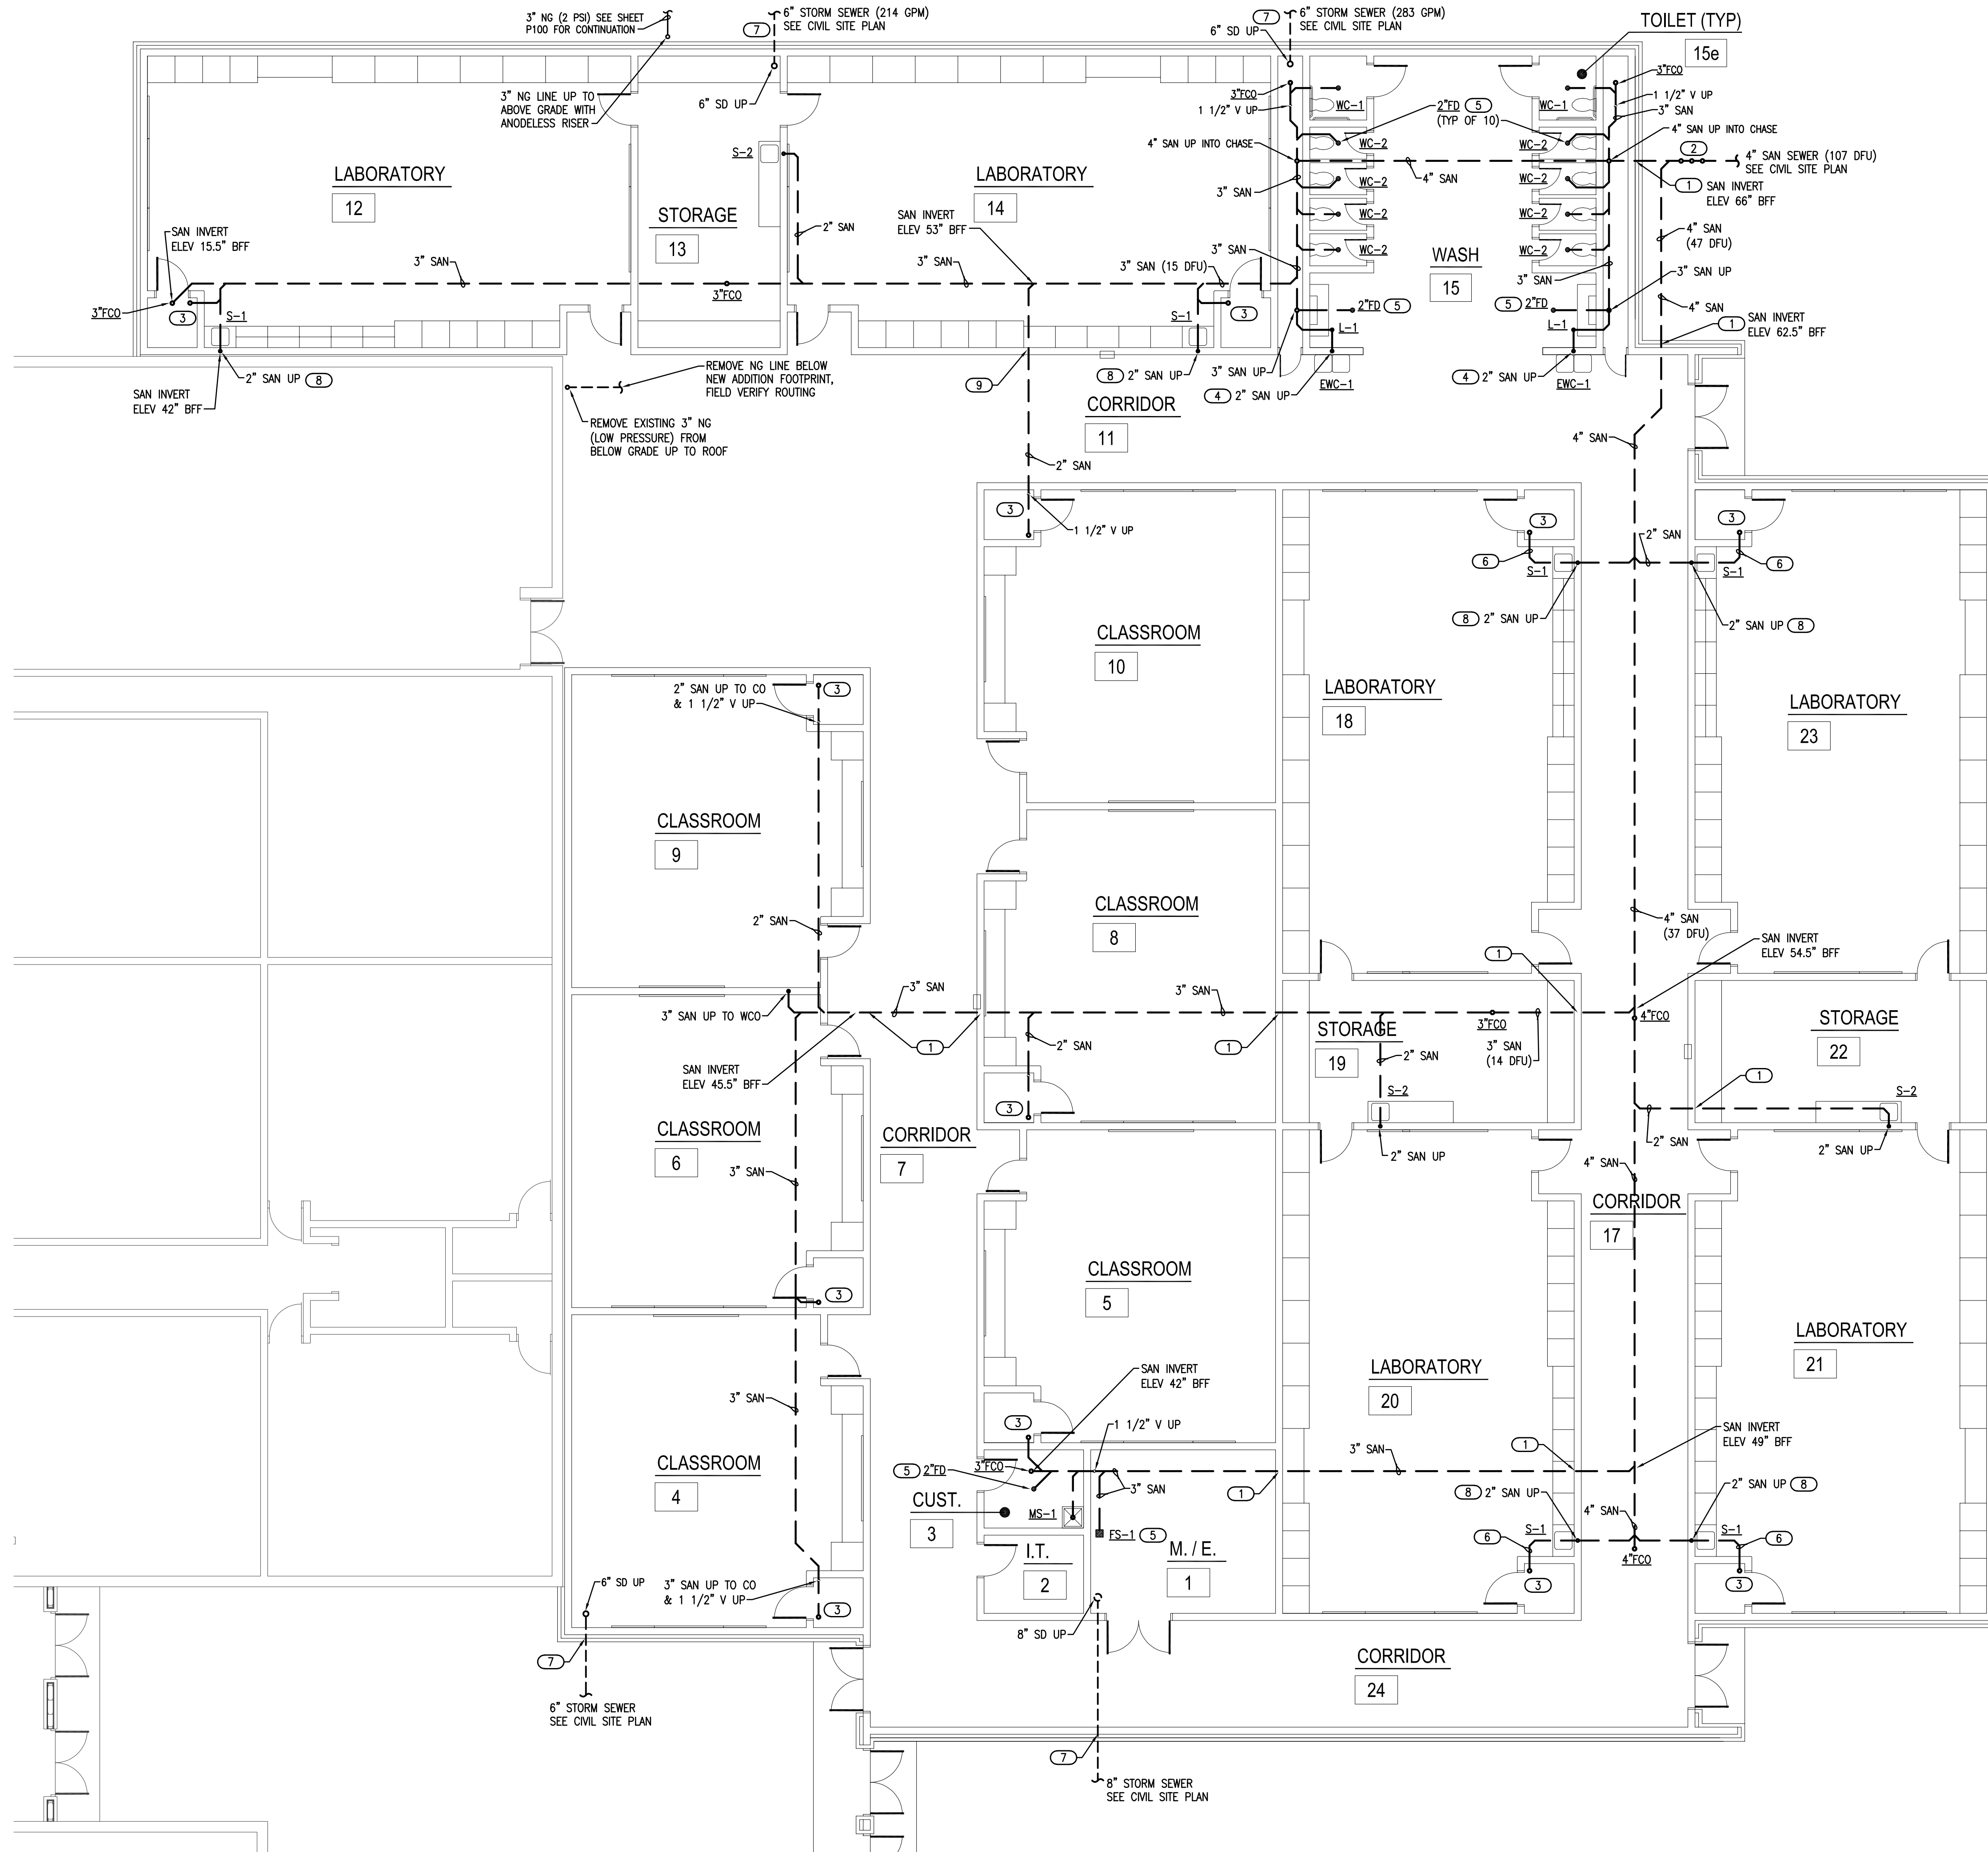 3" NG (2 PSI) SEE SHEET
P100 FOR CONTINUATION
7
6" STORM SEWER (214 GPM)
SEE CIVIL SITE PLAN
7
6" STORM SEWER (283 GPM)
SEE CIVIL SITE PLAN
6" SD UP
TOILET (TYP)
15e
3"FCO
3" NG LINE UP TO
ABOVE GRADE WITH
ANODELESS RISER
6" SD UP
3"FCO
1 1/2" V UP
WC-1
2"FD 5
(TYP OF 10)
WC-1
1 1/2" V UP
3" SAN
S-2
4" SAN UP INTO CHASE
WC-2
WC-2
4" SAN UP INTO CHASE
2
4" SAN SEWER (107 DFU)
SEE CIVIL SITE PLAN
LABORATORY
12
LABORATORY
14
3" SAN
WC-2
4" SAN
WC-2
1 SAN INVERT
ELEV 66" BFF
STORAGE
13
SAN INVERT
ELEV 53" BFF
2" SAN
WC-2
WC-2
SAN INVERT
ELEV 15.5" BFF
4" SAN
(47 DFU)
3" SAN
3" SAN
3" SAN (15 DFU)
3" SAN
WC-2
WC-2
WASH
15
3" SAN
3" SAN UP
3"FCO
3"FCO
3
S-1
S-1
3
2"FD 5
5 2"FD
4" SAN
L-1
L-1
1 SAN INVERT
ELEV 62.5" BFF
SAN INVERT
ELEV 42" BFF
2" SAN UP 8
REMOVE NG LINE BELOW
NEW ADDITION FOOTPRINT,
FIELD VERIFY ROUTING
9
8 2" SAN UP
3" SAN UP
4 2" SAN UP
EWC-1
EWC-1
4 2" SAN UP
REMOVE EXISTING 3" NG
(LOW PRESSURE) FROM
BELOW GRADE UP TO ROOF
CORRIDOR
11
4" SAN
2" SAN
3
1 1/2" V UP
3
2" SAN
3
6
S-1
S-1
6
8 2" SAN UP
2" SAN UP 8
CLASSROOM
10
2" SAN UP TO CO
& 1 1/2" V UP
3
LABORATORY
18
LABORATORY
23
CLASSROOM
9
CLASSROOM
8
2" SAN
4" SAN
(37 DFU)
SAN INVERT
ELEV 54.5" BFF
1
3" SAN
3" SAN
3" SAN UP TO WCO
3"FCO
4"FCO
STORAGE
19
STORAGE
22
1
2" SAN
1
2" SAN
3" SAN
(14 DFU)
SAN INVERT
ELEV 45.5" BFF
1
3
S-2
S-2
CLASSROOM
6
CORRIDOR
7
2" SAN
2" SAN UP
2" SAN UP
3" SAN
4" SAN
CORRIDOR
17
CLASSROOM
5
3
LABORATORY
21
LABORATORY
20
SAN INVERT
ELEV 42" BFF
3" SAN
3
1 1/2" V UP
SAN INVERT
ELEV 49" BFF
CLASSROOM
4
3" SAN
1
5 2"FD
3"FCO
3" SAN
1
8 2" SAN UP
2" SAN UP 8
CUST.
3
MS-1
FS-1 5
4" SAN
S-1
S-1
6
6
I.T.
2
M. / E.
1
4"FCO
3
3
6" SD UP
3" SAN UP TO CO
& 1 1/2" V UP
3
8" SD UP
7
CORRIDOR
24
6" STORM SEWER
SEE CIVIL SITE PLAN
7
8" STORM SEWER
SEE CIVIL SITE PLAN